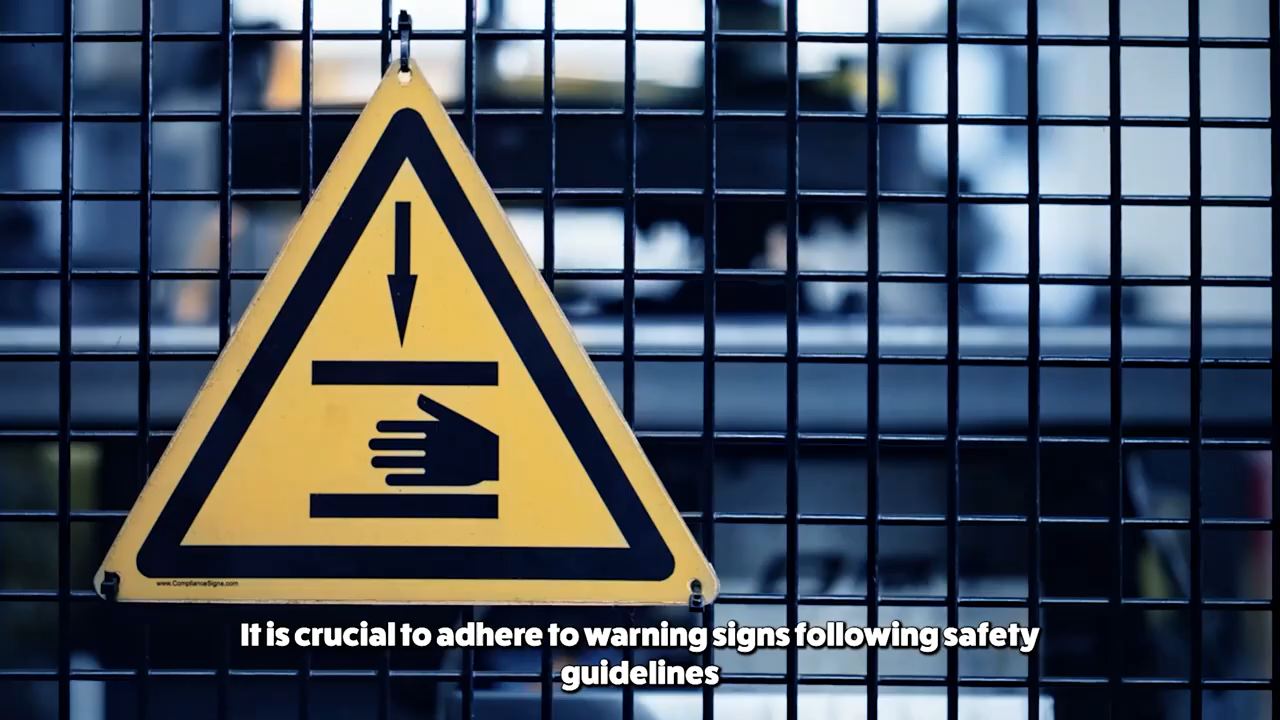 www.ComplianceSigns.com
It is crucial to adhere to warning signs following safety
guidelines